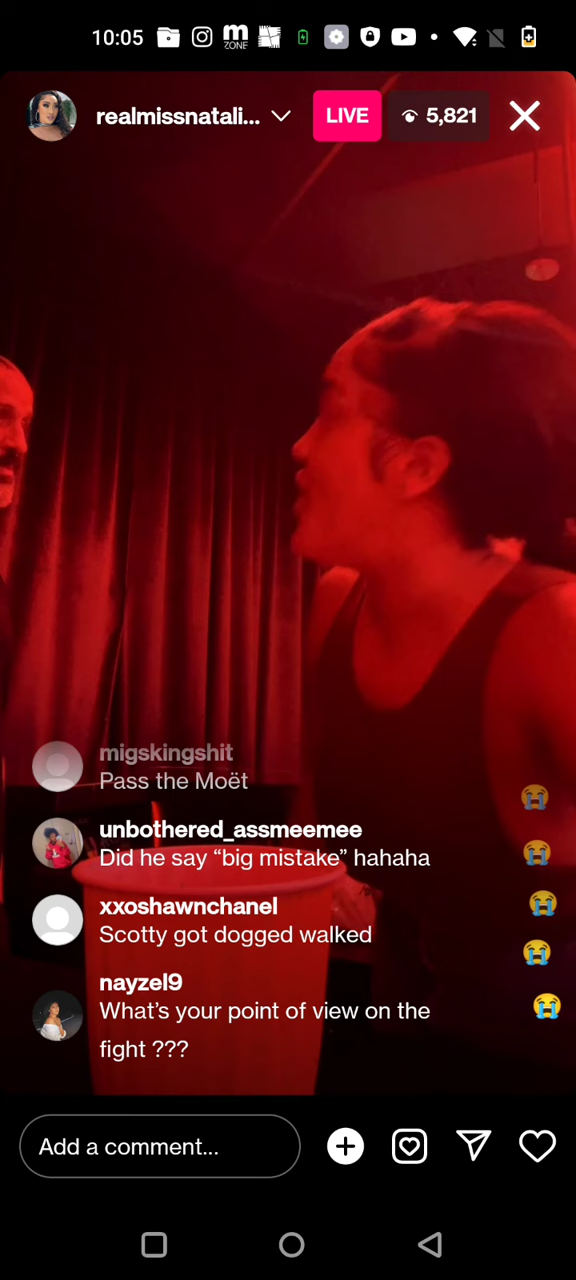 10:05
m
ZONE
realmissnatali...
LIVE
5,821
migskingshit
Pass the Moët
unbothered_assmeemee
Did he say “big mistake” hahaha
xxoshawnchanel
Scotty got dogged walked
nayzel9
What’s your point of view on the
fight ???
Add a comment...